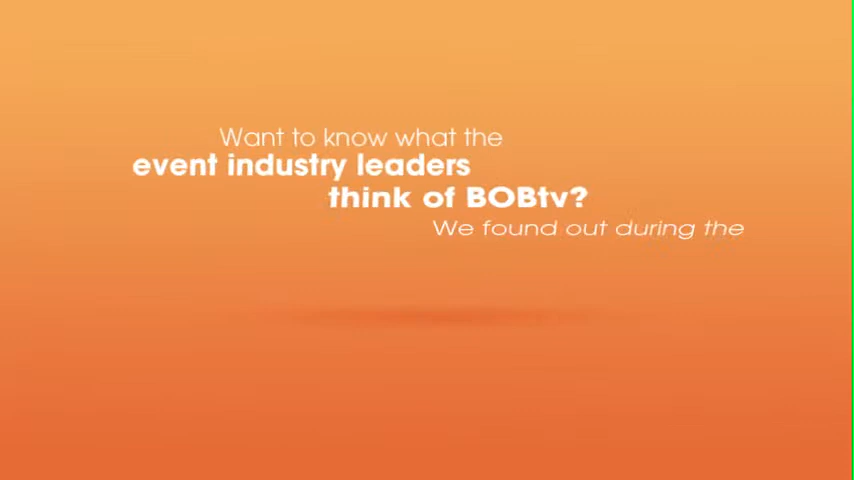 Want to know what the
event industry leaders
think of BOBtv?
We found out during the